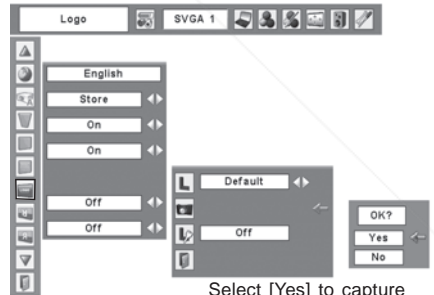 Logo
SVGA 1
English
Store
On
On
Default
Off
Off
Off
OK?
Yes
No
Select [Yes] to capture